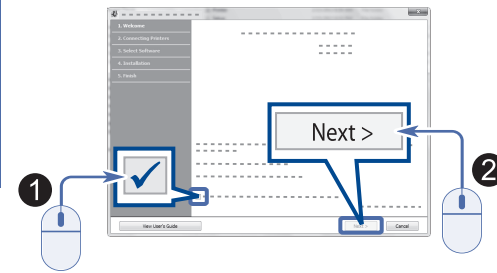 1. Welcome
2. Connecting Printers
3. Select Software
4. Installation
5. Finish
Next >
1
2
View User's Guide
Next >
Cancel